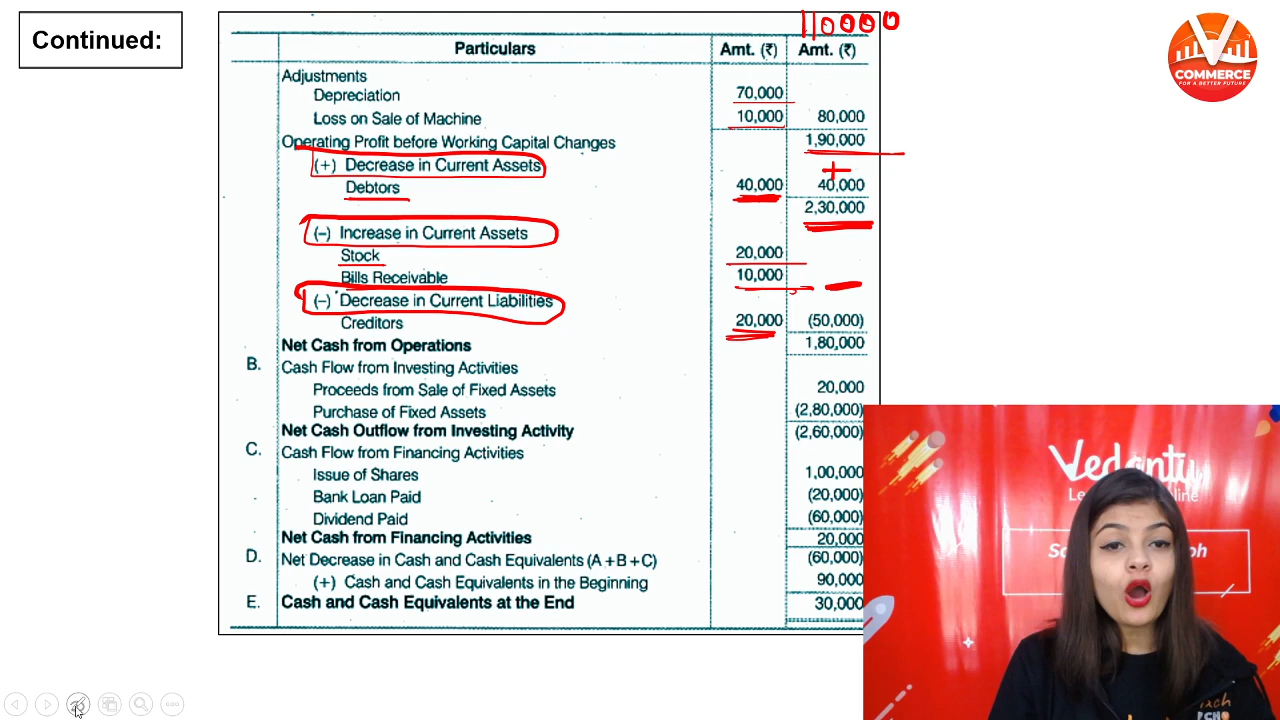 110000
Continued:
Particulars Amt. (₹) Amt. (₹)
Adjustments
Depreciation 70,000
Loss on Sale of Machine 10,000 80,000
Operating Profit before Working Capital Changes 1,90,000
(+) Decrease in Current Assets +
Debtors 40,000 40,000
2,30,000
(–) Increase in Current Assets
Stock 20,000
Bills Receivable 10,000 –
(–) Decrease in Current Liabilities
Creditors 20,000 (50,000)
Net Cash from Operations 1,80,000
B. Cash Flow from Investing Activities
Proceeds from Sale of Fixed Assets 20,000
Purchase of Fixed Assets (2,80,000)
Net Cash Outflow from Investing Activity (2,60,000)
C. Cash Flow from Financing Activities
Issue of Shares 1,00,000
Bank Loan Paid (20,000)
Dividend Paid (60,000)
Net Cash from Financing Activities 20,000
D. Net Decrease in Cash and Cash Equivalents (A +B +C) (60,000)
(+) Cash and Cash Equivalents in the Beginning 90,000
E. Cash and Cash Equivalents at the End 30,000
V
COMMERCE
FOR A BETTER FUTURE
Vedantu